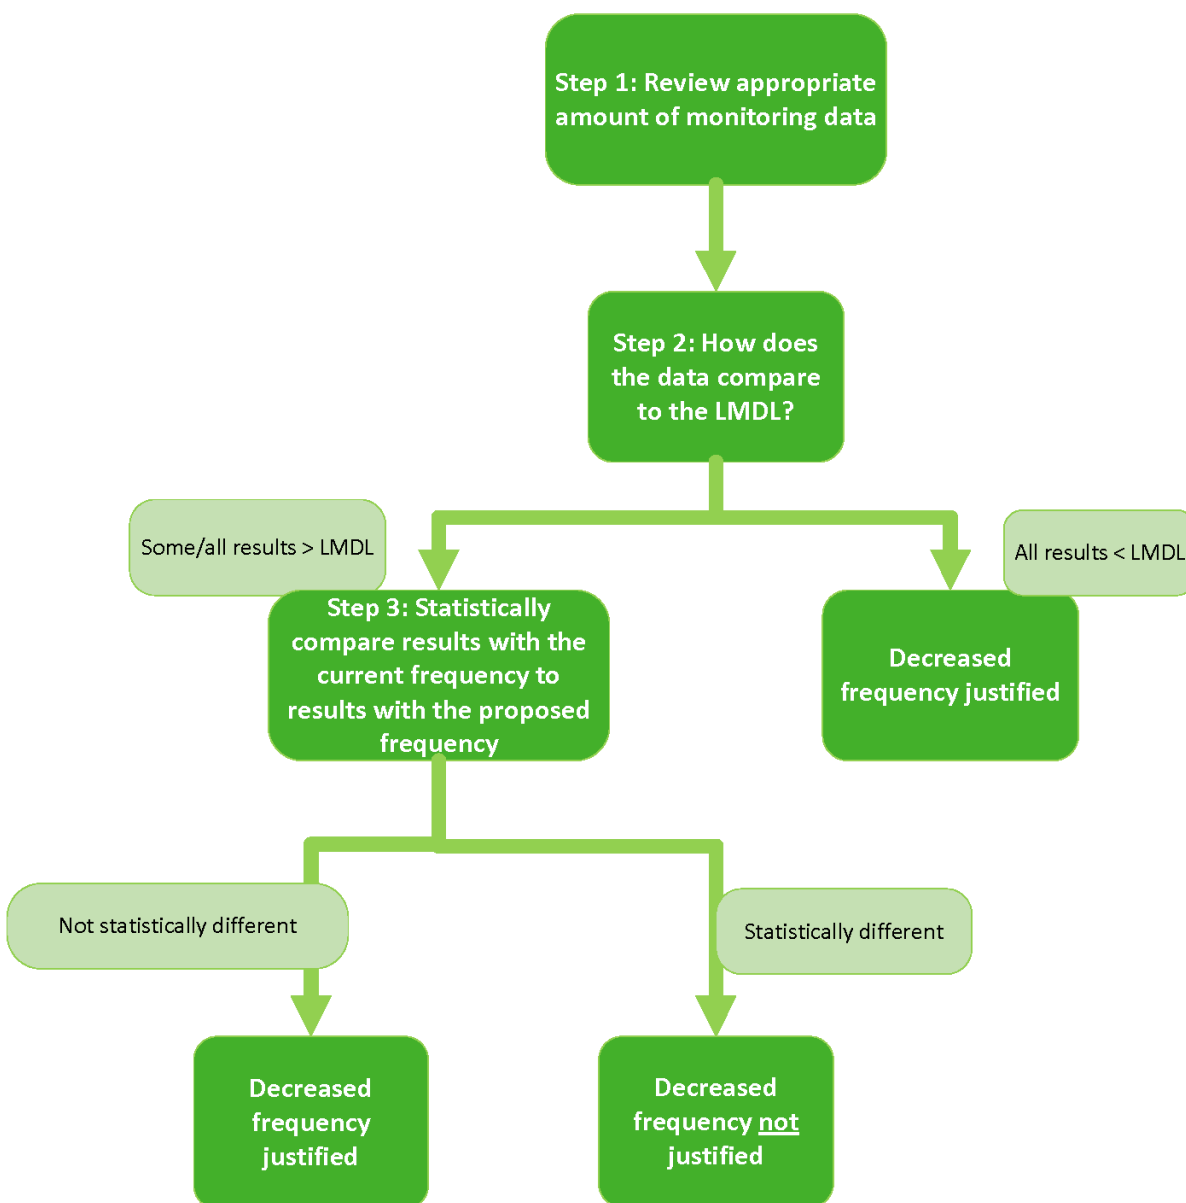 Step 1: Review appropriate
amount of monitoring data
Step 2: How does
the data compare
to the LMDL?
Some/all results > LMDL
All results < LMDL
Step 3: Statistically
compare results with the
current frequency to
results with the proposed
frequency
Decreased
frequency justified
Not statistically different
Statistically different
Decreased
frequency
justified
Decreased
frequency not
justified